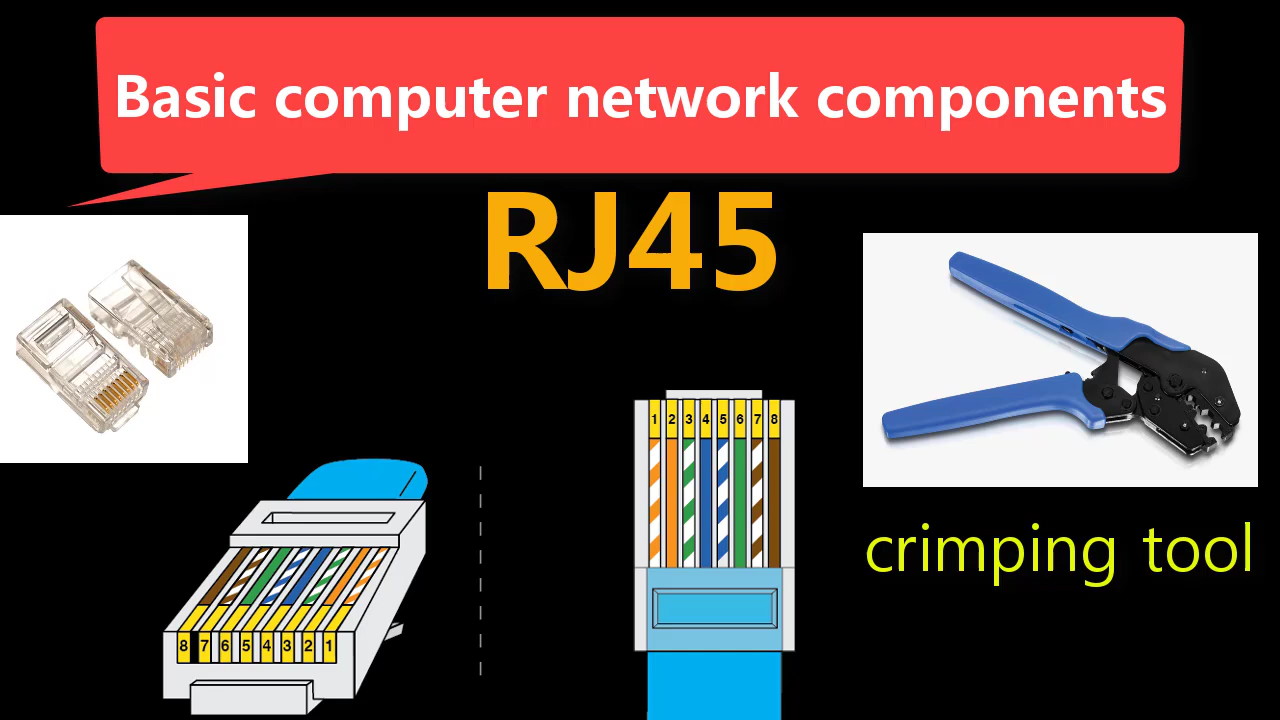 Basic computer network components
RJ45
1 2 3 4 5 6 7 8
crimping tool
8 7 6 5 4 3 2 1